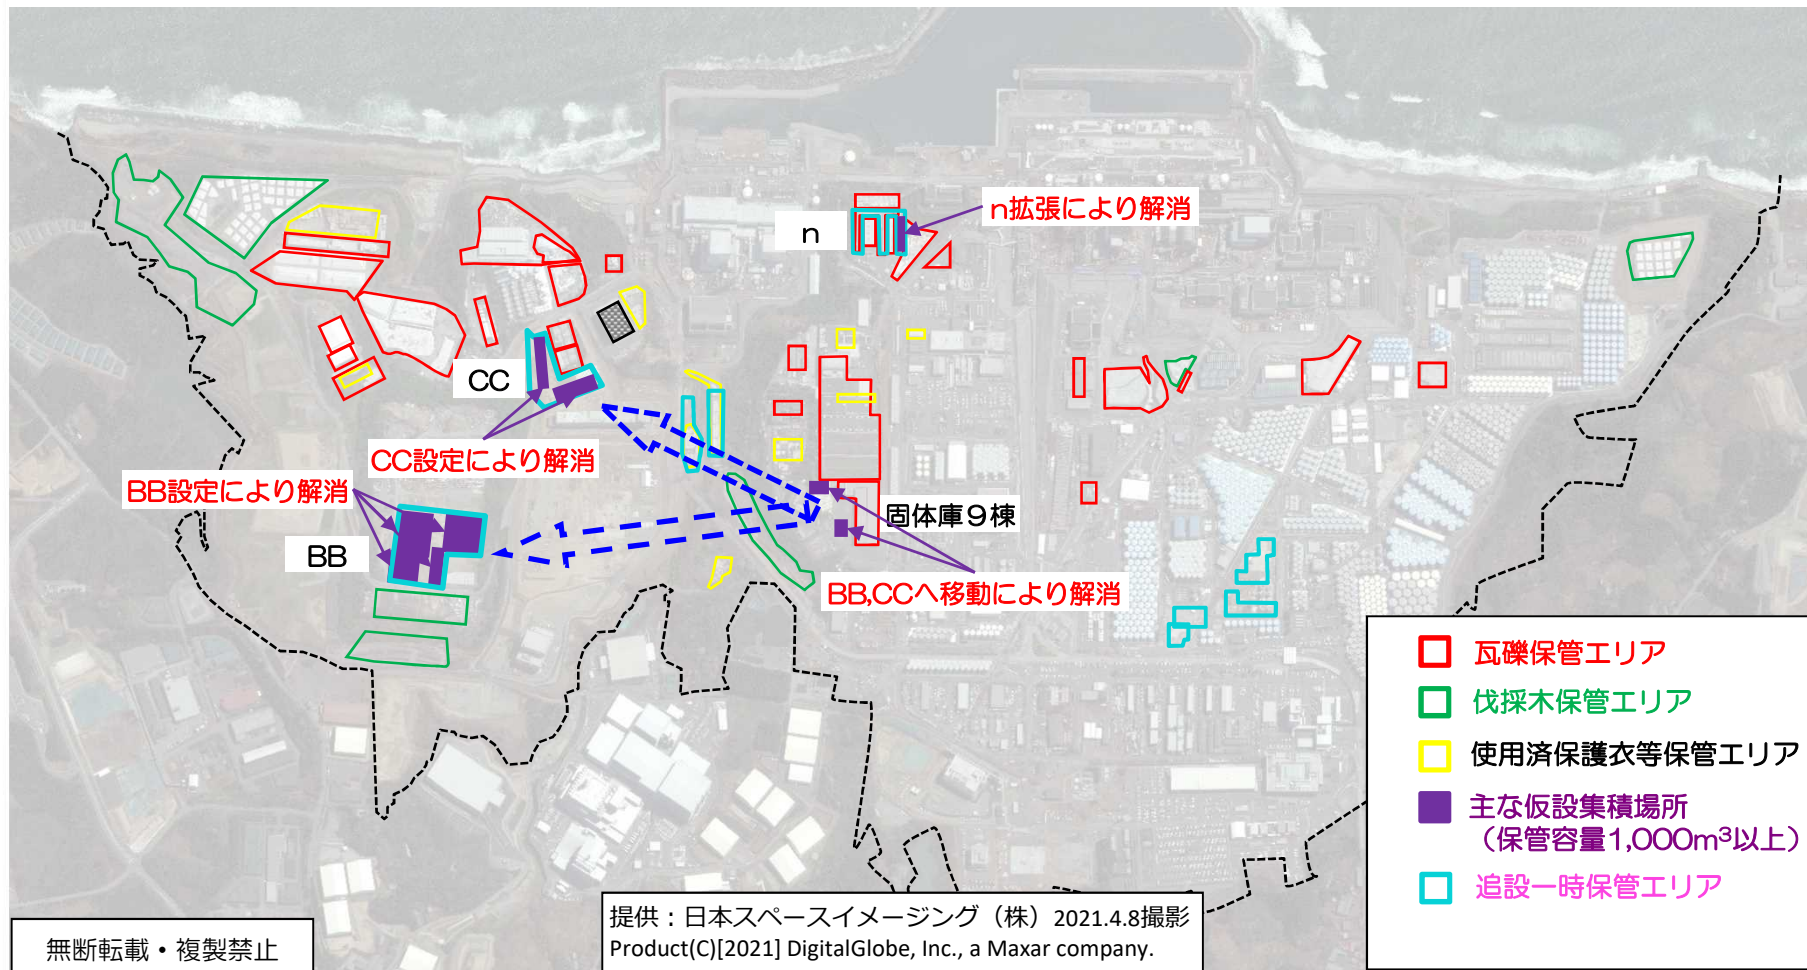 n拡張により解消
n
CC
CC設定により解消
BB設定により解消
BB
固体庫9棟
BB,CCへ移動により解消
瓦礫保管エリア
伐採木保管エリア
使用済保護衣等保管エリア
主な仮設集積場所
（保管容量1,000m³以上）
追設一時保管エリア
提供：日本スペースイメージング（株）2021.4.8撮影
Product(C)[2021] DigitalGlobe, Inc., a Maxar company.
無断転載・複製禁止